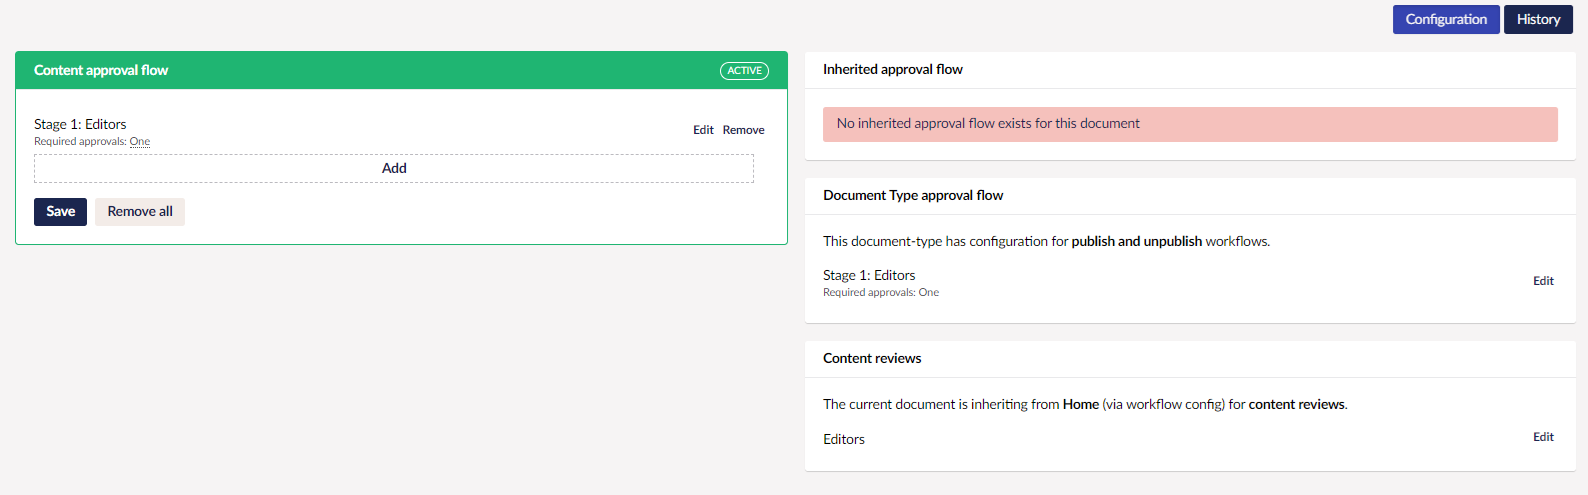 Configuration
History
Content approval flow
ACTIVE
Stage 1: Editors
Required approvals: One
Edit Remove
Add
Save
Remove all
Inherited approval flow
No inherited approval flow exists for this document
Document Type approval flow
This document-type has configuration for publish and unpublish workflows.
Stage 1: Editors
Required approvals: One
Edit
Content reviews
The current document is inheriting from Home (via workflow config) for content reviews.
Editors
Edit